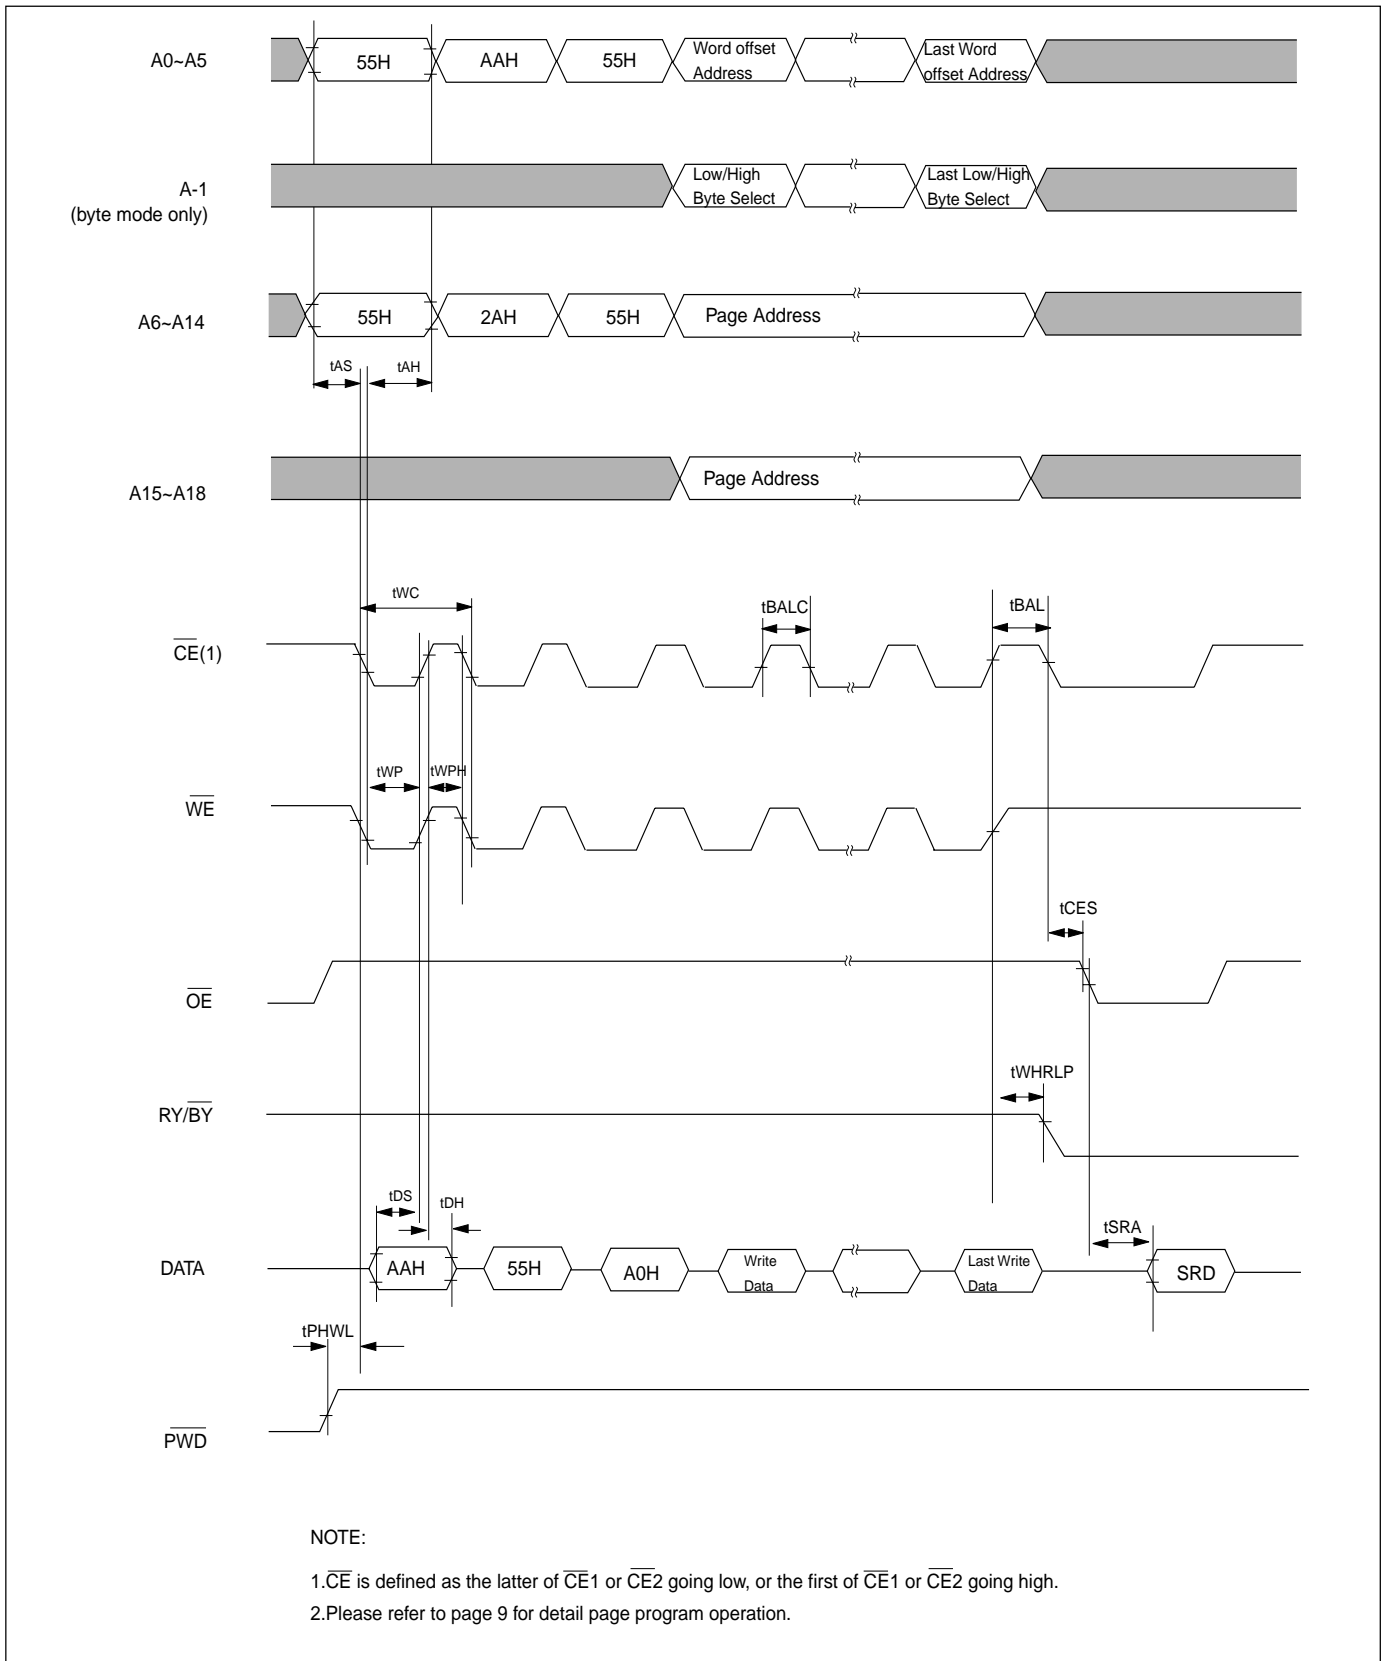 A0~A5
55H
AAH
55H
Word offset
Address
Last Word
offset Address
A-1
(byte mode only)
Low/High
Byte Select
Last Low/High
Byte Select
A6~A14
55H
2AH
55H
Page Address
tAS
tAH
A15~A18
Page Address
tWC
tBALC
tBAL
CE(1)
tWP
tWPH
WE
tCES
OE
tWHRLP
RY/BY
tDS
tDH
tSRA
DATA
AAH
55H
A0H
Write
Data
Last Write
Data
SRD
tPHWL
PWD
NOTE:
1.CE is defined as the latter of CE1 or CE2 going low, or the first of CE1 or CE2 going high.
2.Please refer to page 9 for detail page program operation.